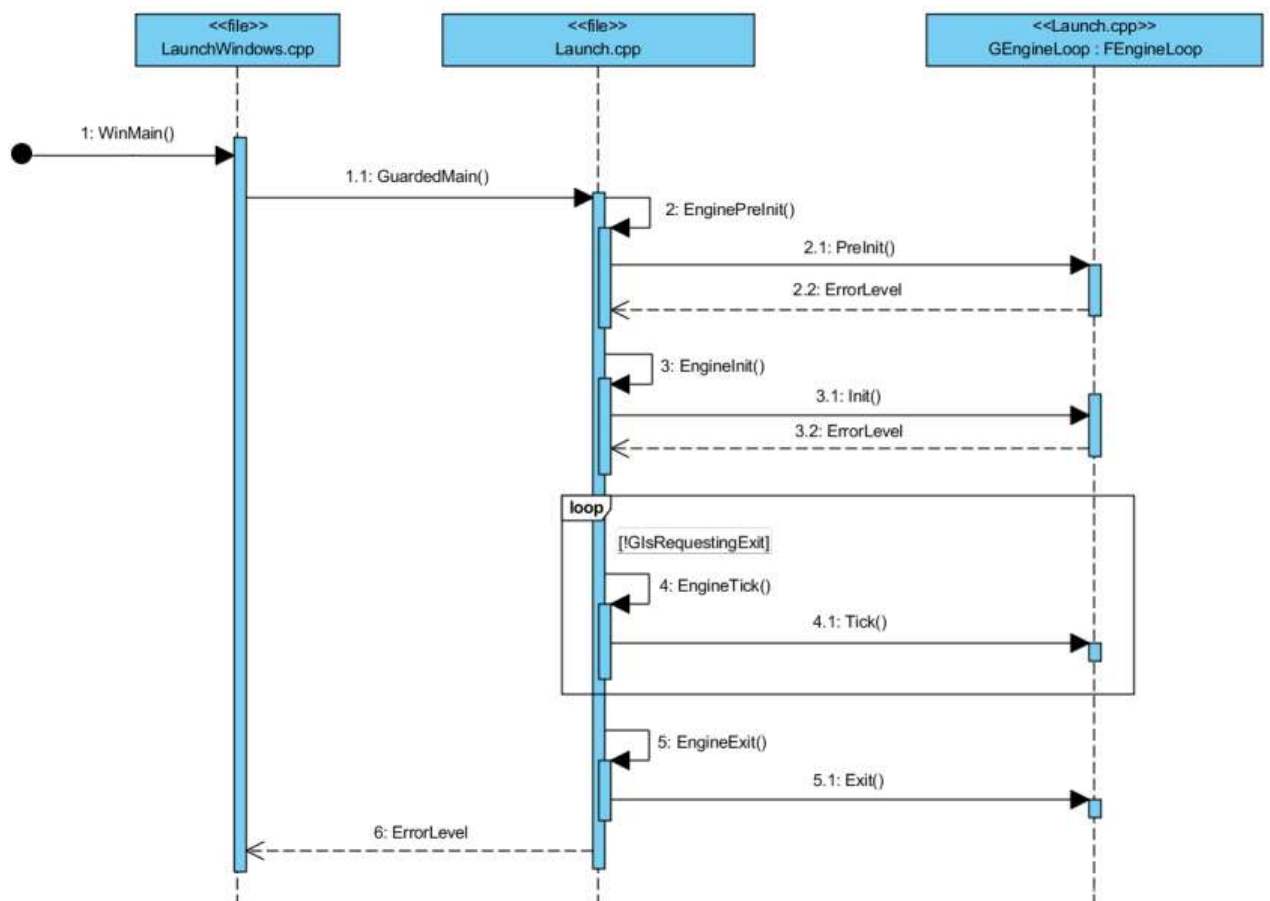 <<file>>
LaunchWindows.cpp
<<file>>
Launch.cpp
<<Launch.cpp>>
GEngineLoop : FEngineLoop
1: WinMain()
1.1: GuardedMain()
2: EnginePreInit()
2.1: PreInit()
2.2: ErrorLevel
3: EngineInit()
3.1: Init()
3.2: ErrorLevel
loop
[!GIsRequestingExit]
4: EngineTick()
4.1: Tick()
5: EngineExit()
5.1: Exit()
6: ErrorLevel